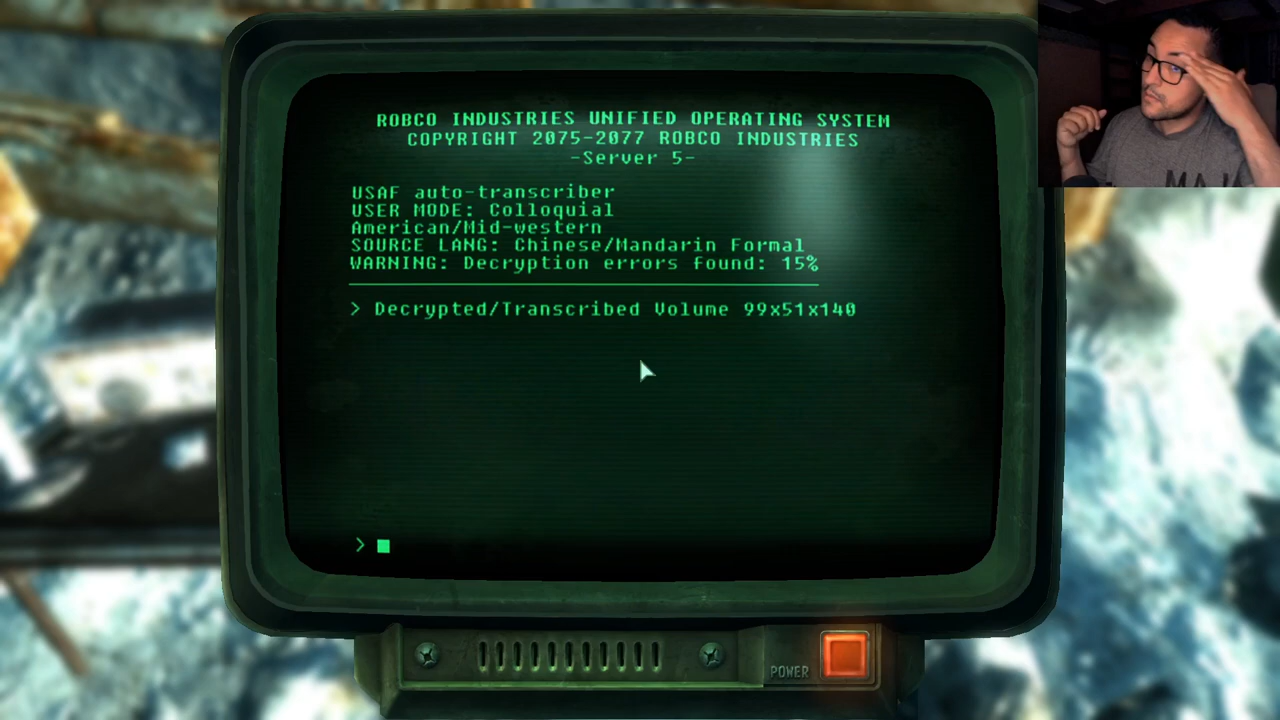 ROBCO INDUSTRIES UNIFIED OPERATING SYSTEM
COPYRIGHT 2075-2077 ROBCO INDUSTRIES
-Server 5-
USAF auto-transcriber
USER MODE: Colloquial
American/Mid-western
SOURCE LANG: Chinese/Mandarin Formal
WARNING: Decryption errors found: 15%
> Decrypted/Transcribed Volume 99x51x140
>
POWER